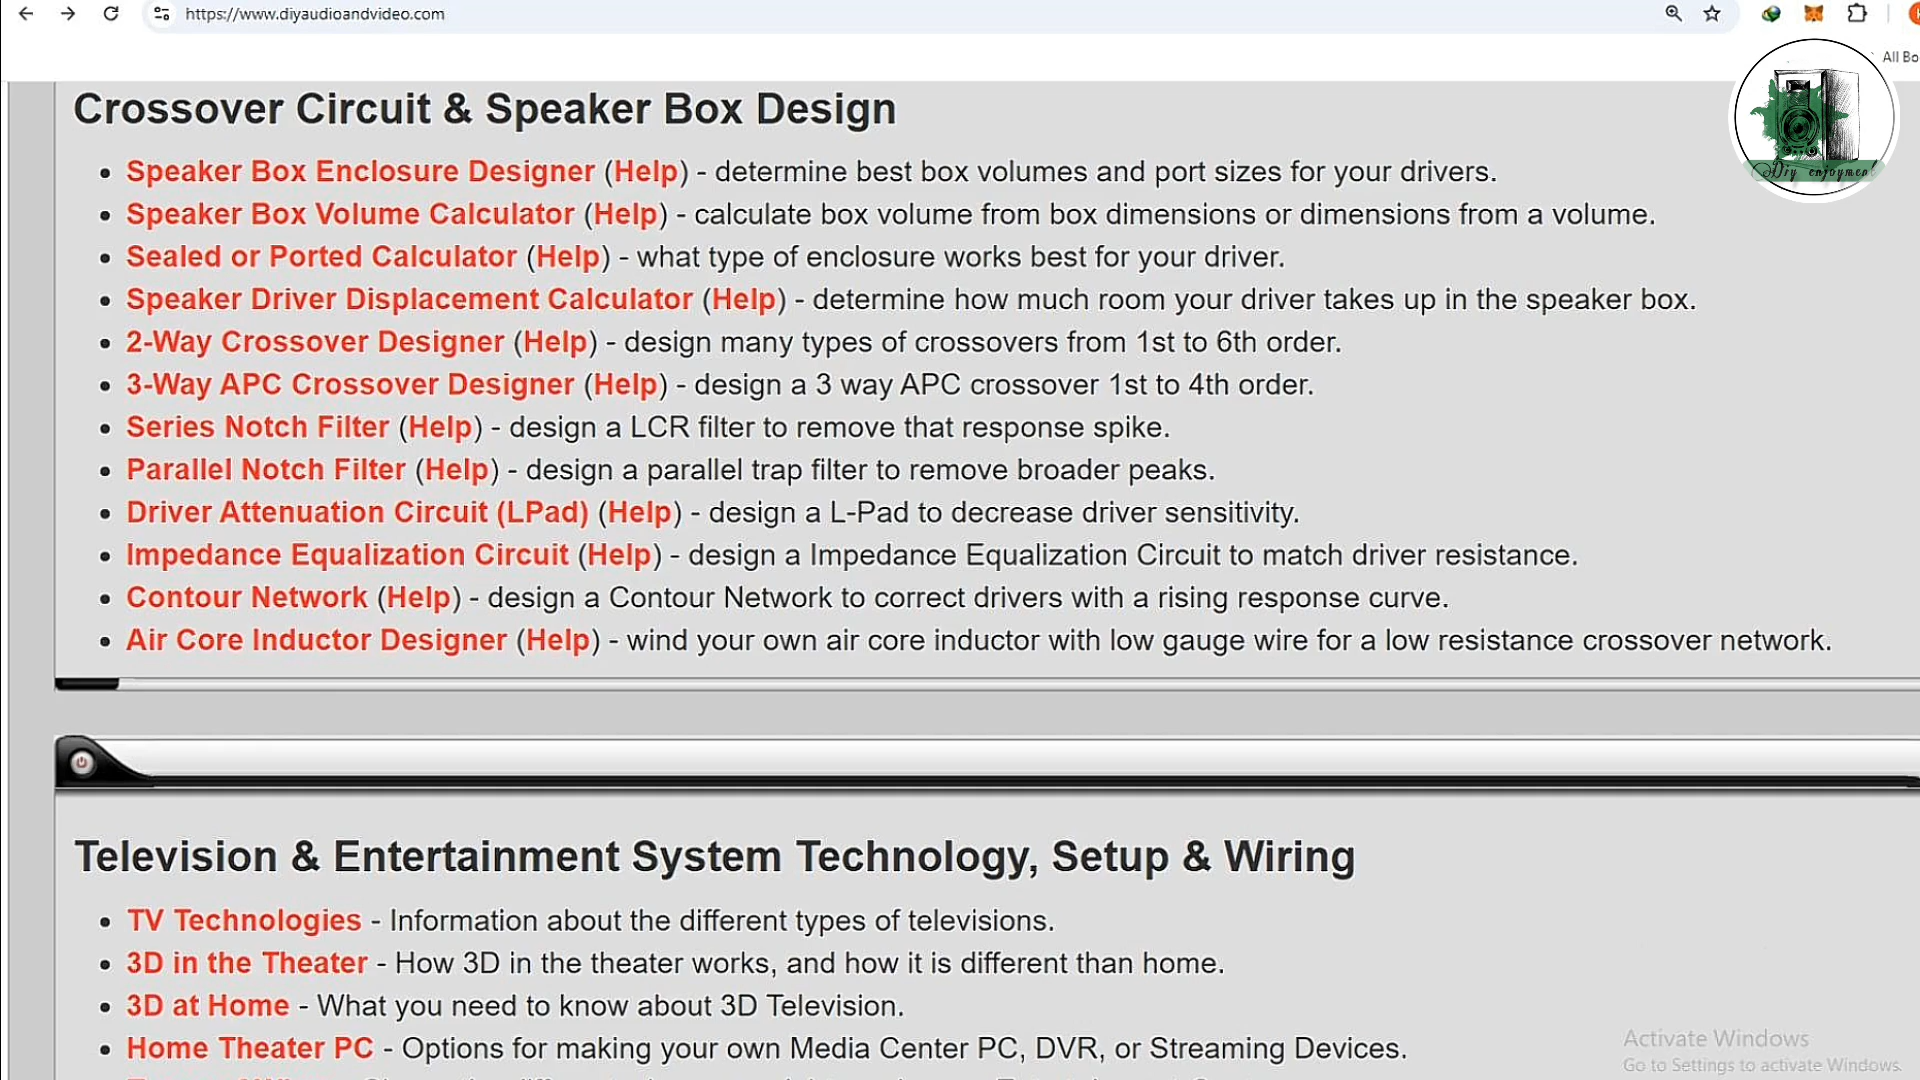 https://www.diyaudioandvideo.com
All Bo
Diy enjoyment
Crossover Circuit & Speaker Box Design
• Speaker Box Enclosure Designer (Help) - determine best box volumes and port sizes for your drivers.
• Speaker Box Volume Calculator (Help) - calculate box volume from box dimensions or dimensions from a volume.
• Sealed or Ported Calculator (Help) - what type of enclosure works best for your driver.
• Speaker Driver Displacement Calculator (Help) - determine how much room your driver takes up in the speaker box.
• 2-Way Crossover Designer (Help) - design many types of crossovers from 1st to 6th order.
• 3-Way APC Crossover Designer (Help) - design a 3 way APC crossover 1st to 4th order.
• Series Notch Filter (Help) - design a LCR filter to remove that response spike.
• Parallel Notch Filter (Help) - design a parallel trap filter to remove broader peaks.
• Driver Attenuation Circuit (LPad) (Help) - design a L-Pad to decrease driver sensitivity.
• Impedance Equalization Circuit (Help) - design a Impedance Equalization Circuit to match driver resistance.
• Contour Network (Help) - design a Contour Network to correct drivers with a rising response curve.
• Air Core Inductor Designer (Help) - wind your own air core inductor with low gauge wire for a low resistance crossover network.
Television & Entertainment System Technology, Setup & Wiring
• TV Technologies - Information about the different types of televisions.
• 3D in the Theater - How 3D in the theater works, and how it is different than home.
• 3D at Home - What you need to know about 3D Television.
• Home Theater PC - Options for making your own Media Center PC, DVR, or Streaming Devices.
Activate Windows
Go to Settings to activate Windows.